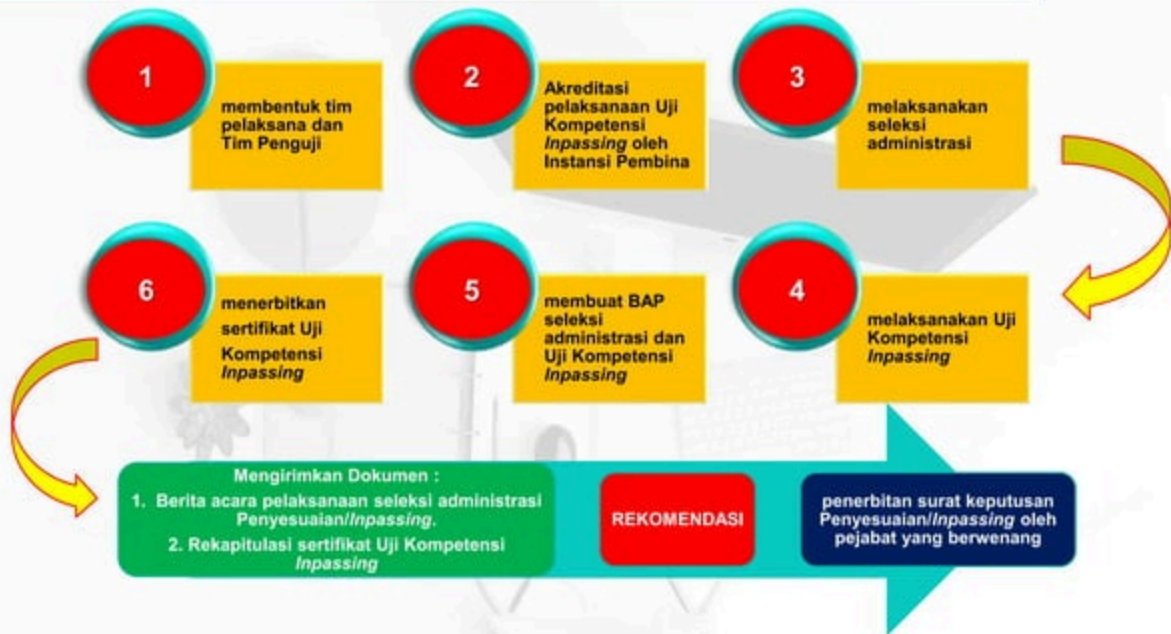 1
membentuk tim
pelaksana dan
Tim Penguji
2
Akreditasi
pelaksanaan Uji
Kompetensi
Inpassing oleh
Instansi Pembina
3
melaksanakan
seleksi
administrasi
4
melaksanakan Uji
Kompetensi
Inpassing
5
membuat BAP
seleksi
administrasi dan
Uji Kompetensi
Inpassing
6
menerbitkan
sertifikat Uji
Kompetensi
Inpassing
Mengirimkan Dokumen :
1. Berita acara pelaksanaan seleksi administrasi
Penyesuaian/Inpassing.
2. Rekapitulasi sertifikat Uji Kompetensi
Inpassing
REKOMENDASI
penerbitan surat keputusan
Penyesuaian/Inpassing oleh
pejabat yang berwenang